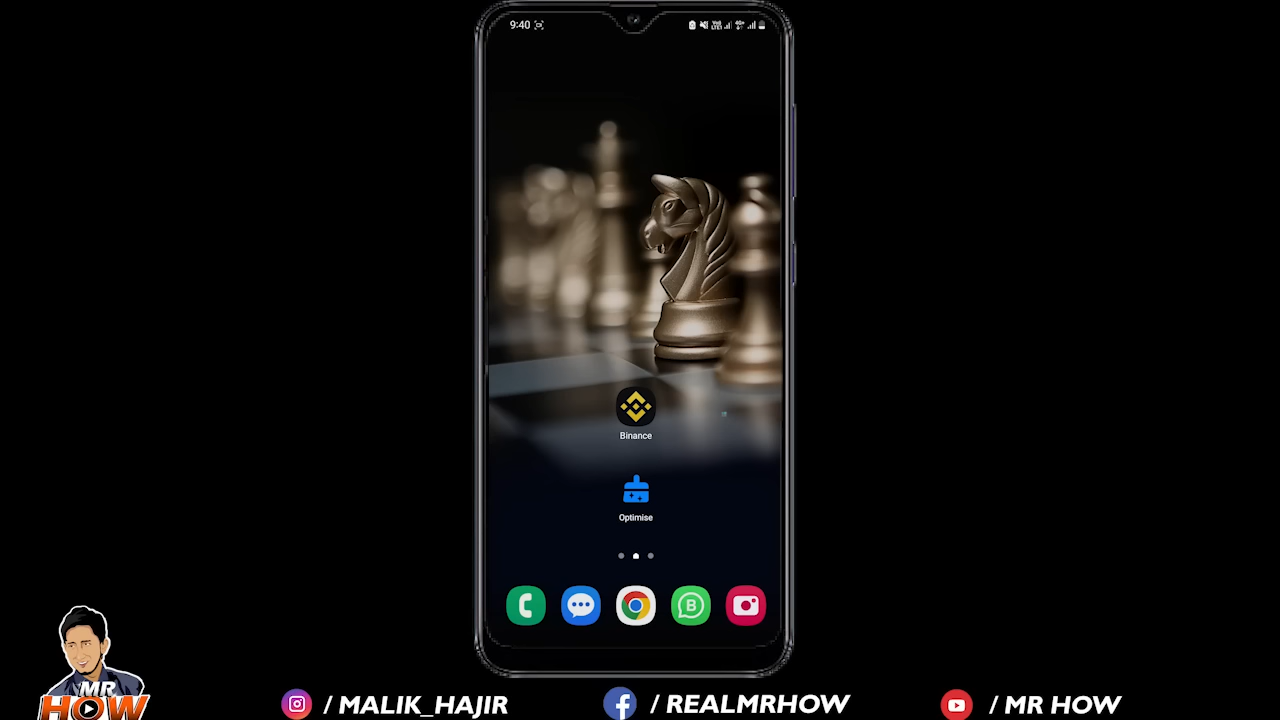 9:40
Binance
Optimise
B
MR
HOW
/ MALIK_HAJIR
/ REALMRHOW
/ MR HOW